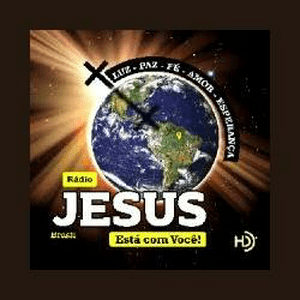 LUZ - PAZ - FÉ - AMOR - ESPERANÇA
Rádio
JESUS
Brasil
Está com Você!
HD